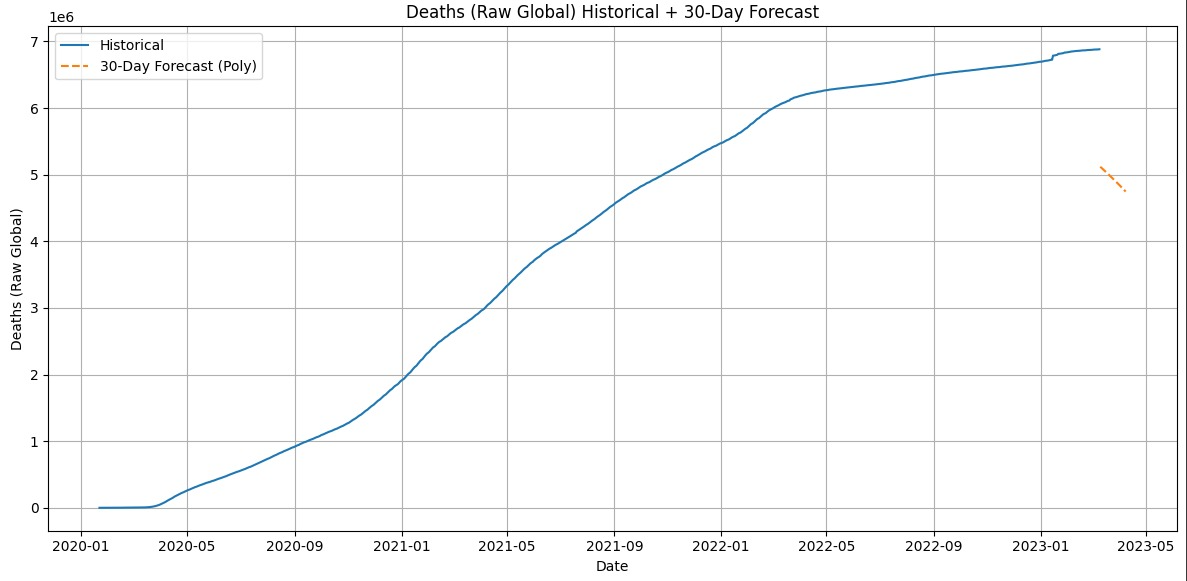 Deaths (Raw Global) Historical + 30-Day Forecast
1e6
Historical
30-Day Forecast (Poly)
7
6
5
4
3
2
1
0
Deaths (Raw Global)
2020-01 2020-05 2020-09 2021-01 2021-05 2021-09 2022-01 2022-05 2022-09 2023-01 2023-05
Date